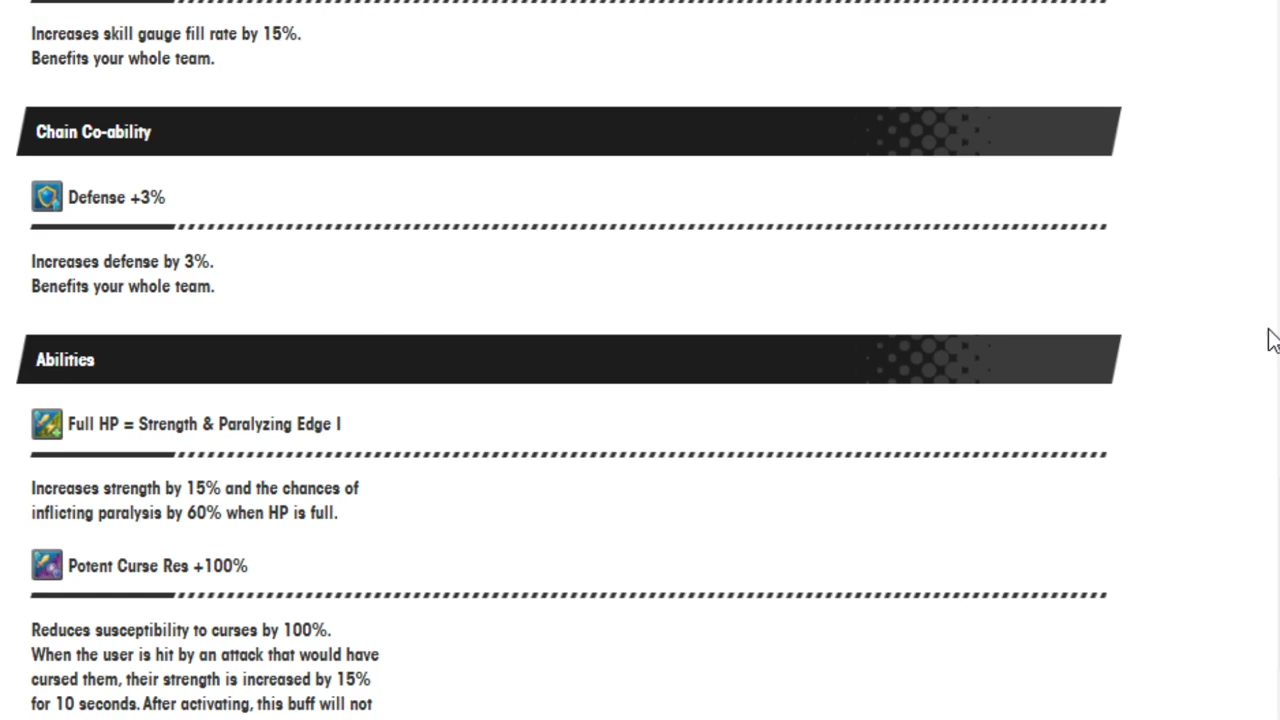 Increases skill gauge fill rate by 15%.
Benefits your whole team.
Chain Co-ability
Defense +3%
Increases defense by 3%.
Benefits your whole team.
Abilities
Full HP = Strength & Paralyzing Edge I
Increases strength by 15% and the chances of
inflicting paralysis by 60% when HP is full.
Potent Curse Res +100%
Reduces susceptibility to curses by 100%.
When the user is hit by an attack that would have
cursed them, their strength is increased by 15%
for 10 seconds. After activating, this buff will not